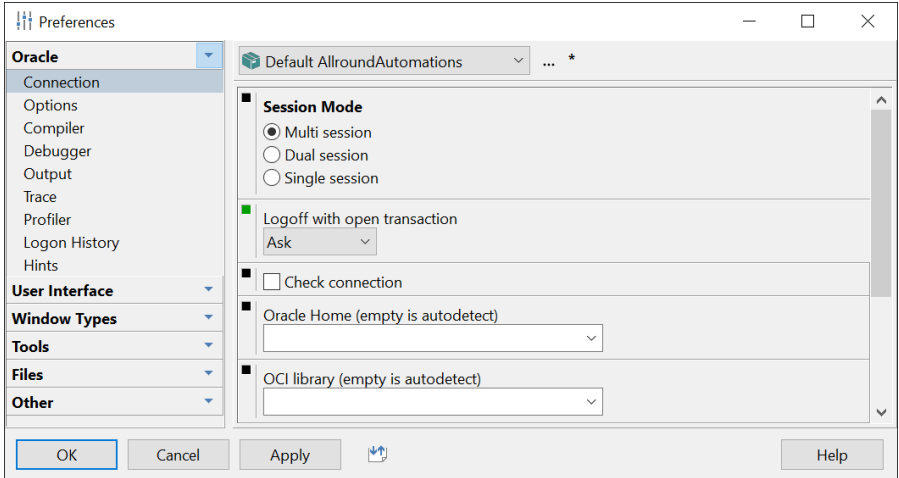 Preferences
Oracle
Connection
Options
Compiler
Debugger
Output
Trace
Profiler
Logon History
Hints
User Interface
Window Types
Tools
Files
Other
Default AllroundAutomations
... *
Session Mode
Multi session
Dual session
Single session
Logoff with open transaction
Ask
Check connection
Oracle Home (empty is autodetect)
OCI library (empty is autodetect)
OK
Cancel
Apply
Help